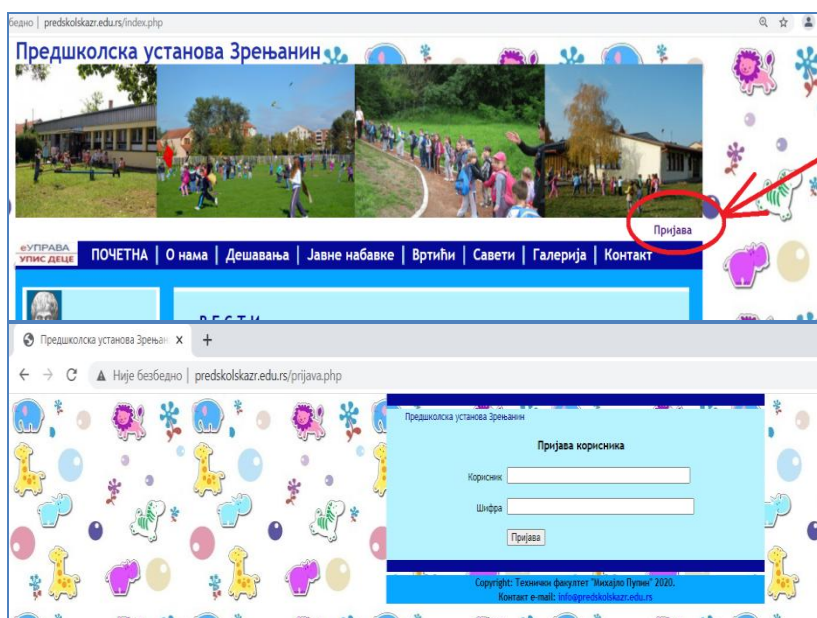 бедно | predskolskazr.edu.rs/index.php
Предшколска установа Зрењанин
Пријава
еУПРАВА
УПИС ДЕЦЕ
ПОЧЕТНА | О нама | Дешавања | Јавне набавке | Вртићи | Савети | Галерија | Контакт
В Е С Т И
Предшколска установа Зрењан
Није безбедно | predskolskazr.edu.rs/prijava.php
Предшколска установа Зрењанин
Пријава корисника
Корисник
Шифра
Пријава
Copyright: Технички факултет "Михајло Пупин" 2020.
Контакт e-mail: info@predskolskazr.edu.rs